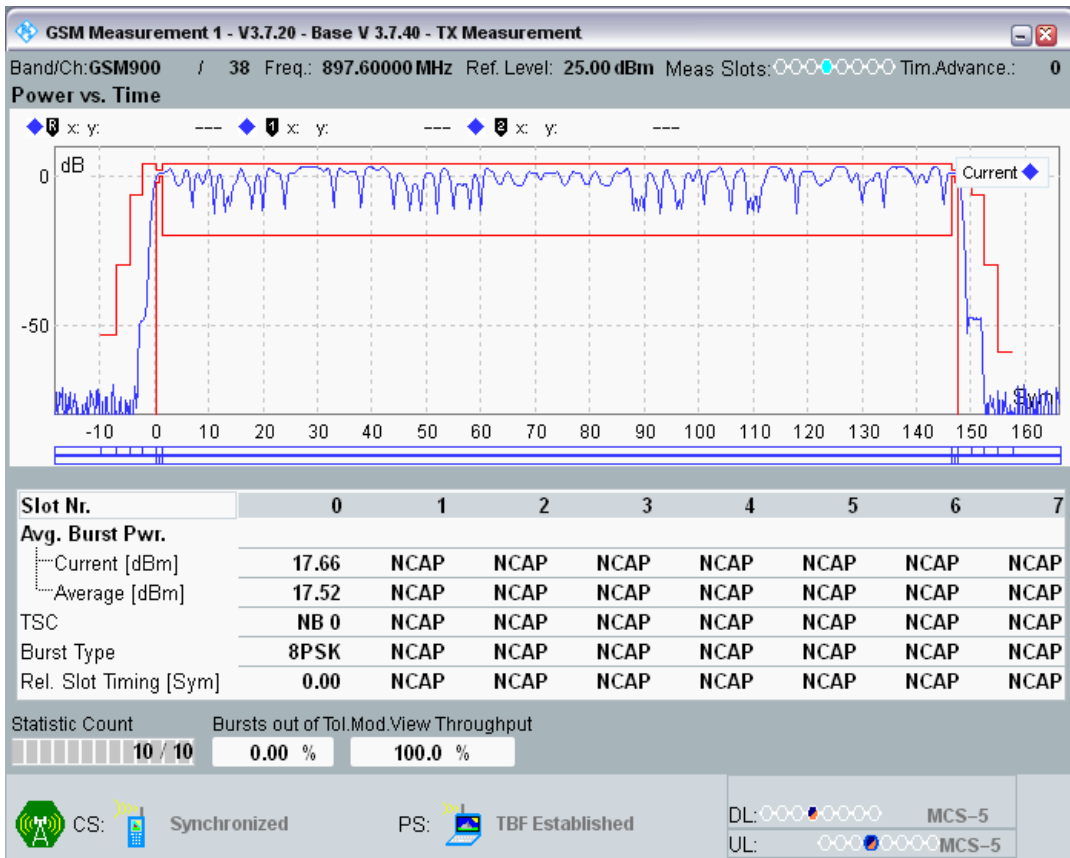 GSM Measurement 1 - V3.7.20 - Base V 3.7.40 - TX Measurement
Band/Ch:GSM900 / 38 Freq.: 897.60000 MHz Ref. Level: 25.00 dBm Meas Slots: Tim.Advance.: 0
Power vs. Time
R x: y: --- 1 x: y: --- 2 x: y: ---
dB
Current
0
-50
Sym
-10 0 10 20 30 40 50 60 70 80 90 100 110 120 130 140 150 160
Slot Nr. 0 1 2 3 4 5 6 7
Avg. Burst Pwr.
Current [dBm] 17.66 NCAP NCAP NCAP NCAP NCAP NCAP NCAP
Average [dBm] 17.52 NCAP NCAP NCAP NCAP NCAP NCAP NCAP
TSC NB 0 NCAP NCAP NCAP NCAP NCAP NCAP NCAP
Burst Type 8PSK NCAP NCAP NCAP NCAP NCAP NCAP NCAP
Rel. Slot Timing [Sym] 0.00 NCAP NCAP NCAP NCAP NCAP NCAP NCAP
Statistic Count Bursts out of Tol.Mod.View Throughput
10 / 10 0.00 % 100.0 %
CS: Synchronized PS: TBF Established
DL: MCS-5
UL: MCS-5